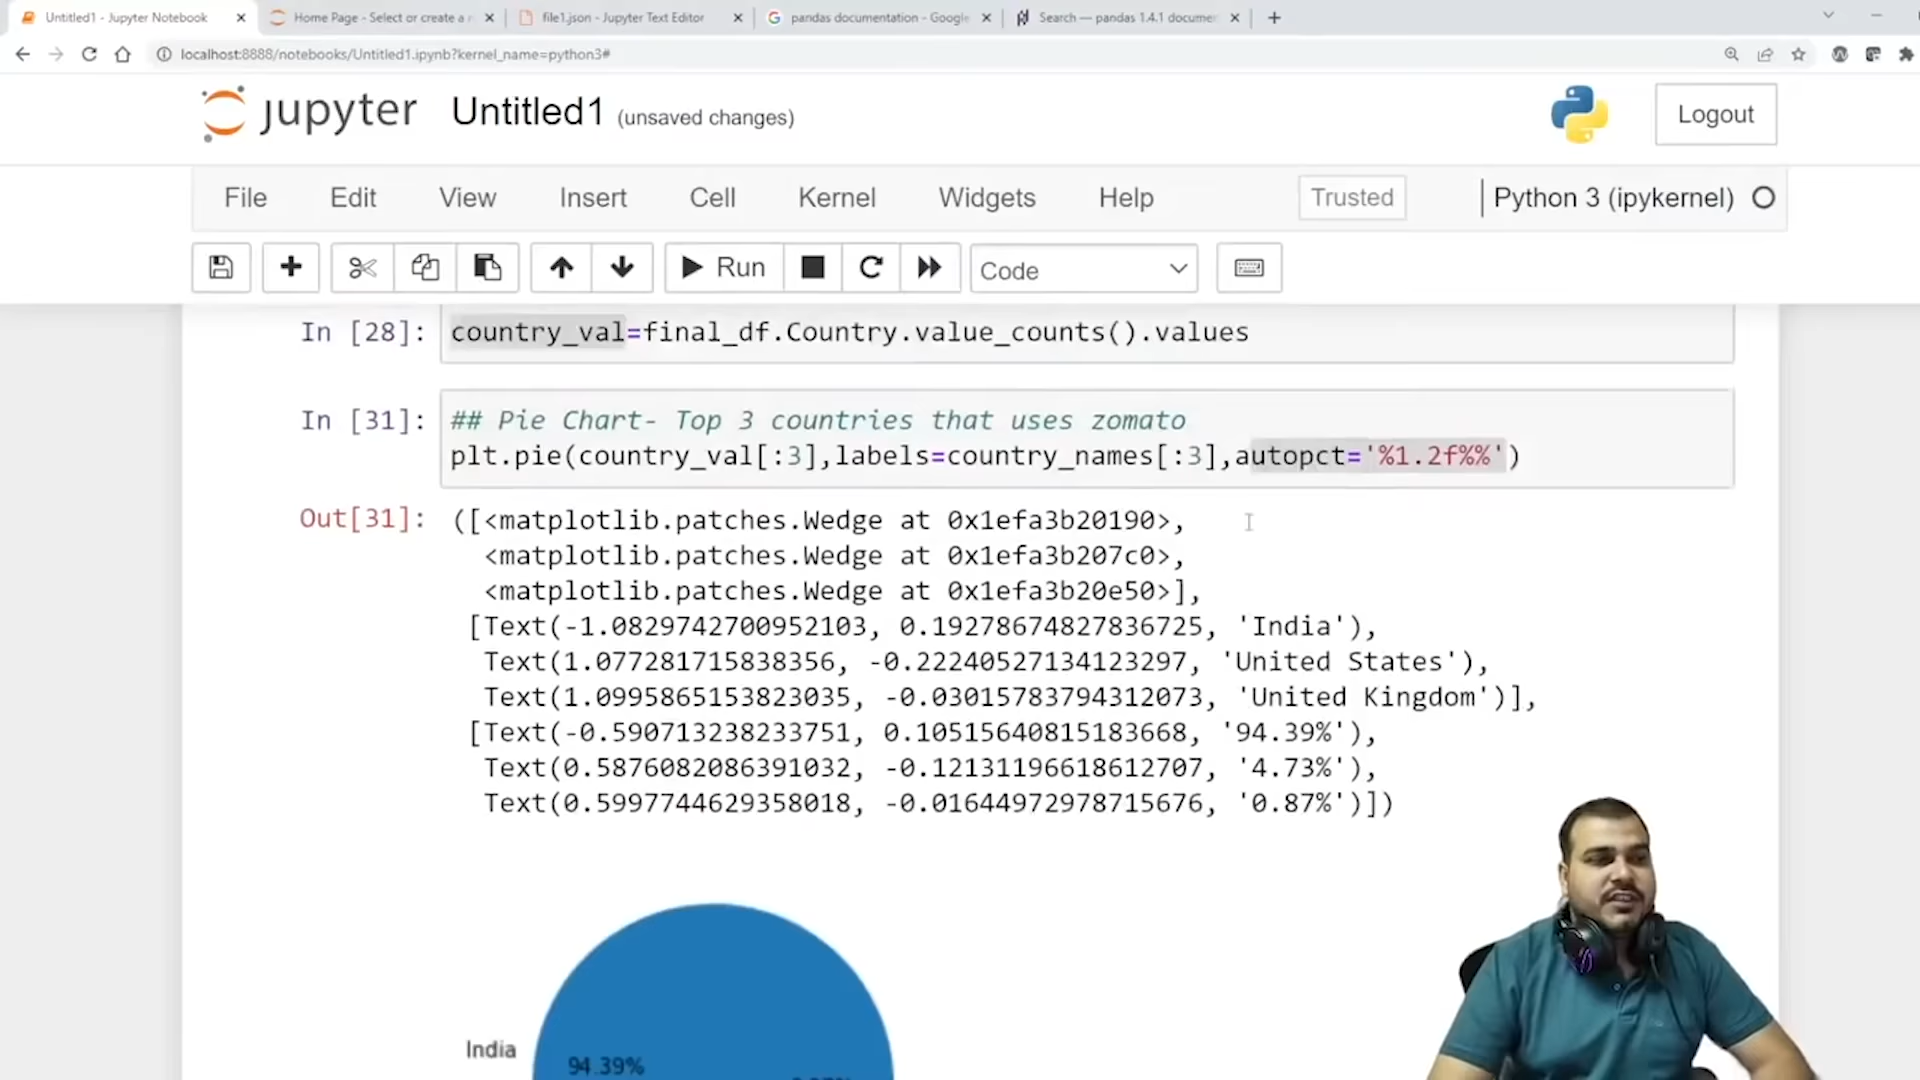 Untitled1 - Jupyter Notebook
Home Page - Select or create a n
file1.json - Jupyter Text Editor
pandas documentation - Google
Search — pandas 1.4.1 documen
localhost:8888/notebooks/Untitled1.ipynb?kernel_name=python3#
jupyter Untitled1 (unsaved changes)
Logout
File Edit View Insert Cell Kernel Widgets Help
Trusted
Python 3 (ipykernel)
Run
Code
In [28]: country_val=final_df.Country.value_counts().values
In [31]: ## Pie Chart- Top 3 countries that uses zomato
plt.pie(country_val[:3],labels=country_names[:3],autopct='%1.2f%%')
Out[31]: ([<matplotlib.patches.Wedge at 0x1efa3b20190>,
<matplotlib.patches.Wedge at 0x1efa3b207c0>,
<matplotlib.patches.Wedge at 0x1efa3b20e50>],
[Text(-1.0829742700952103, 0.19278674827836725, 'India'),
Text(1.077281715838356, -0.22240527134123297, 'United States'),
Text(1.0995865153823035, -0.03015783794312073, 'United Kingdom')],
[Text(-0.590713238233751, 0.10515640815183668, '94.39%'),
Text(0.5876082086391032, -0.12131196618612707, '4.73%'),
Text(0.5997744629358018, -0.01644972978715676, '0.87%')])
India
94.39%